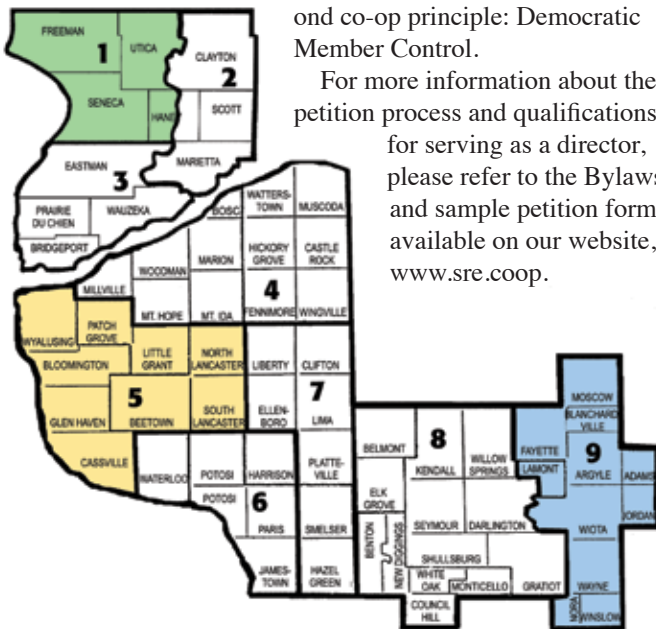 ond co-op principle: Democratic
Member Control.
For more information about the
petition process and qualifications
for serving as a director,
please refer to the Bylaws
and sample petition form
available on our website,
www.sre.coop.
FREEMAN
1
UTICA
SENECA
HANE
CLAYTON
2
SCOTT
MARIETTA
EASTMAN
3
PRAIRIE
DU CHIEN
WAUZEKA
BRIDGEPORT
BOSC
WATTERS-
TOWN
MUSCODA
MARION
HICKORY
GROVE
CASTLE
ROCK
WOODMAN
4
MILLVILLE
MT. HOPE
MT. IDA
FENNIMORE
WINGVILLE
WYALUSING
PATCH
GROVE
BLOOMINGTON
LITTLE
GRANT
NORTH
LANCASTER
5
GLEN HAVEN
BEETOWN
SOUTH
LANCASTER
CASSVILLE
LIBERTY
CLIFTON
7
ELLEN-
BORO
LIMA
PLATTE-
VILLE
SMELSER
HAZEL
GREEN
WATERLOO
POTOSI
HARRISON
POTOSI
6
PARIS
JAMES-
TOWN
BELMONT
8
KENDALL
WILLOW
SPRINGS
ELK
GROVE
SEYMOUR
DARLINGTON
BENTON
NEW DIGGINGS
SHULLSBURG
WHITE
OAK
MONTICELLO
GRATIOT
COUNCIL
HILL
MOSCOW
BLANCHARD
VILLE
FAYETTE
9
LAMONT
ARGYLE
ADAMS
JORDAN
WIOTA
WAYNE
NORA
WINSLOW